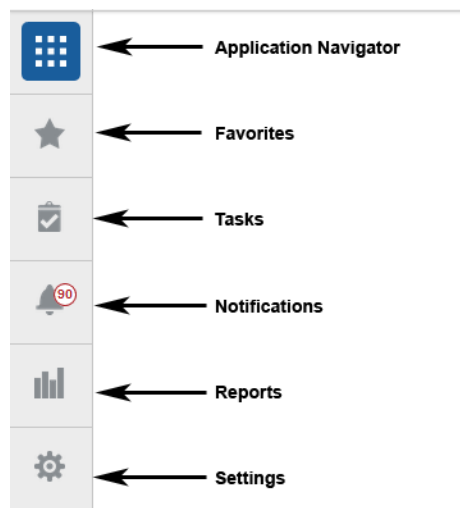 Application Navigator
Favorites
Tasks
90
Notifications
Reports
Settings